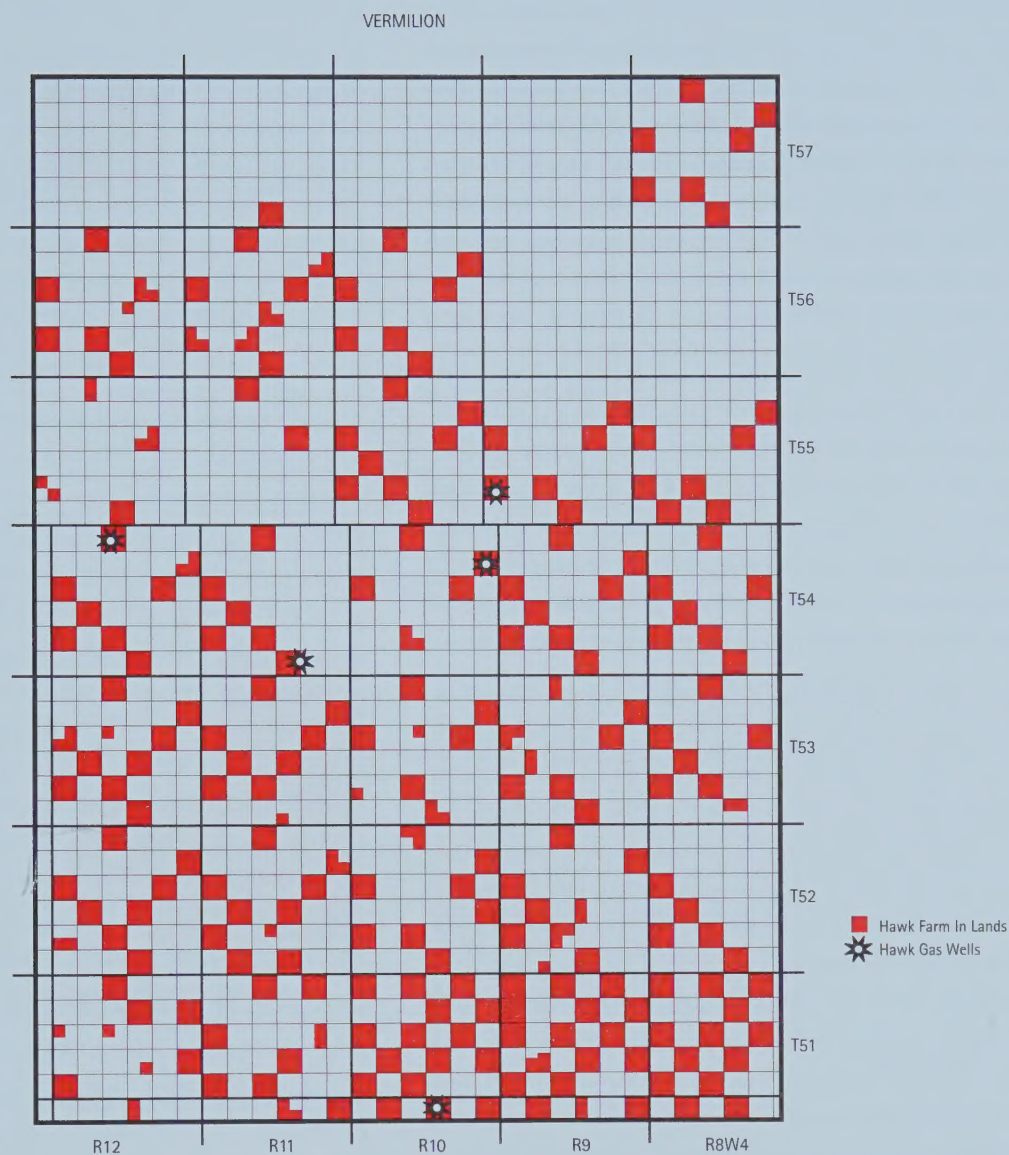 VERMILION
T57
T56
T55
T54
T53
T52
T51
Hawk Farm In Lands
Hawk Gas Wells
R12
R11
R10
R9
R8W4